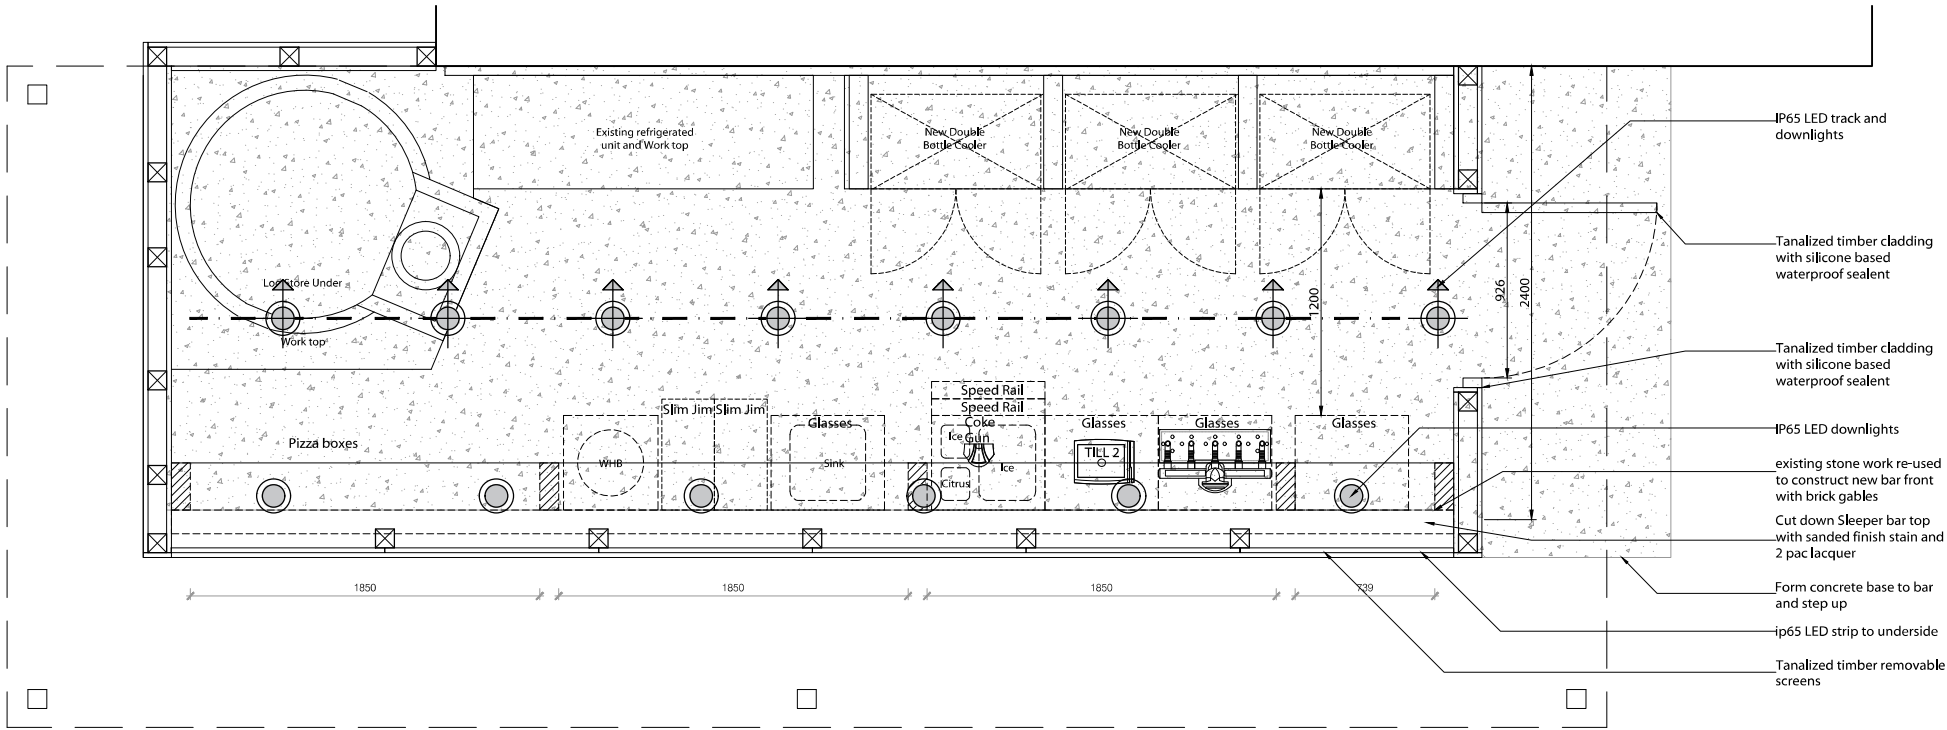 Existing refrigerated
unit and Work top
New Double
Bottle Cooler
New Double
Bottle Cooler
New Double
Bottle Cooler
IP65 LED track and
downlights
Tanalized timber cladding
with silicone based
waterproof sealent
Log Store Under
1200
926
2400
Work top
Tanalized timber cladding
with silicone based
waterproof sealent
Speed Rail
Speed Rail
Slim Jim
Slim Jim
Glasses
Coke
Gun
Glasses
Glasses
Glasses
IP65 LED downlights
Pizza boxes
Ice
TILL 2
WHB
Sink
Ice
Citrus
existing stone work re-used
to construct new bar front
with brick gables
Cut down Sleeper bar top
with sanded finish stain and
2 pac lacquer
1850
1850
1850
739
Form concrete base to bar
and step up
ip65 LED strip to underside
Tanalized timber removable
screens